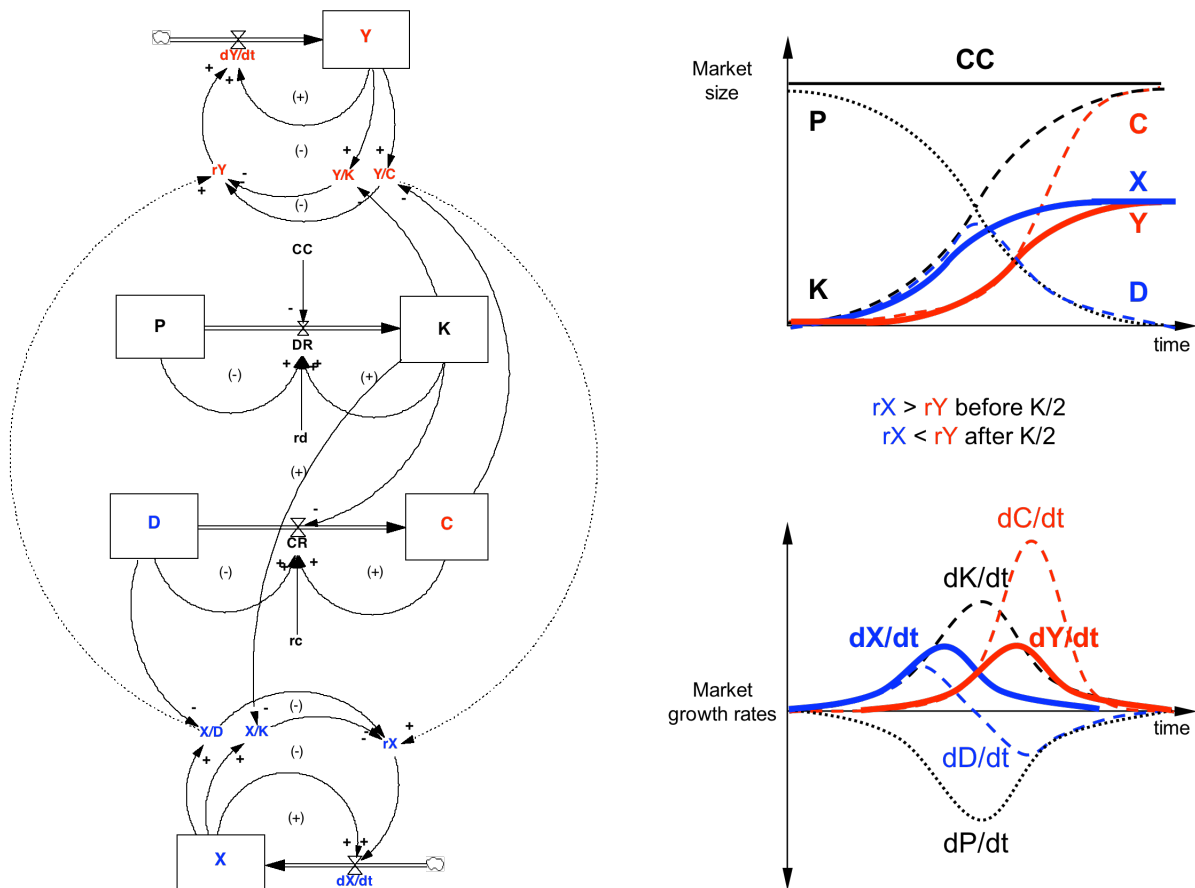 Y
dY/dt
+
+
(+)
(-)
+
+
rY
-
Y/K
Y/C
+
-
(-)
-
CC
-
P
K
DR
+
+
+
(-)
(+)
rd
(+)
-
D
C
CR
+
+
+
(-)
(+)
rc
-
-
(-)
+
X/D
X/K
-
rX
+
+
(-)
(+)
+
+
X
dX/dt
Market
size
CC
P
C
X
Y
K
D
time
rX > rY before K/2
rX < rY after K/2
dC/dt
dK/dt
dX/dt
dY/dt
Market
growth rates
time
dD/dt
dP/dt